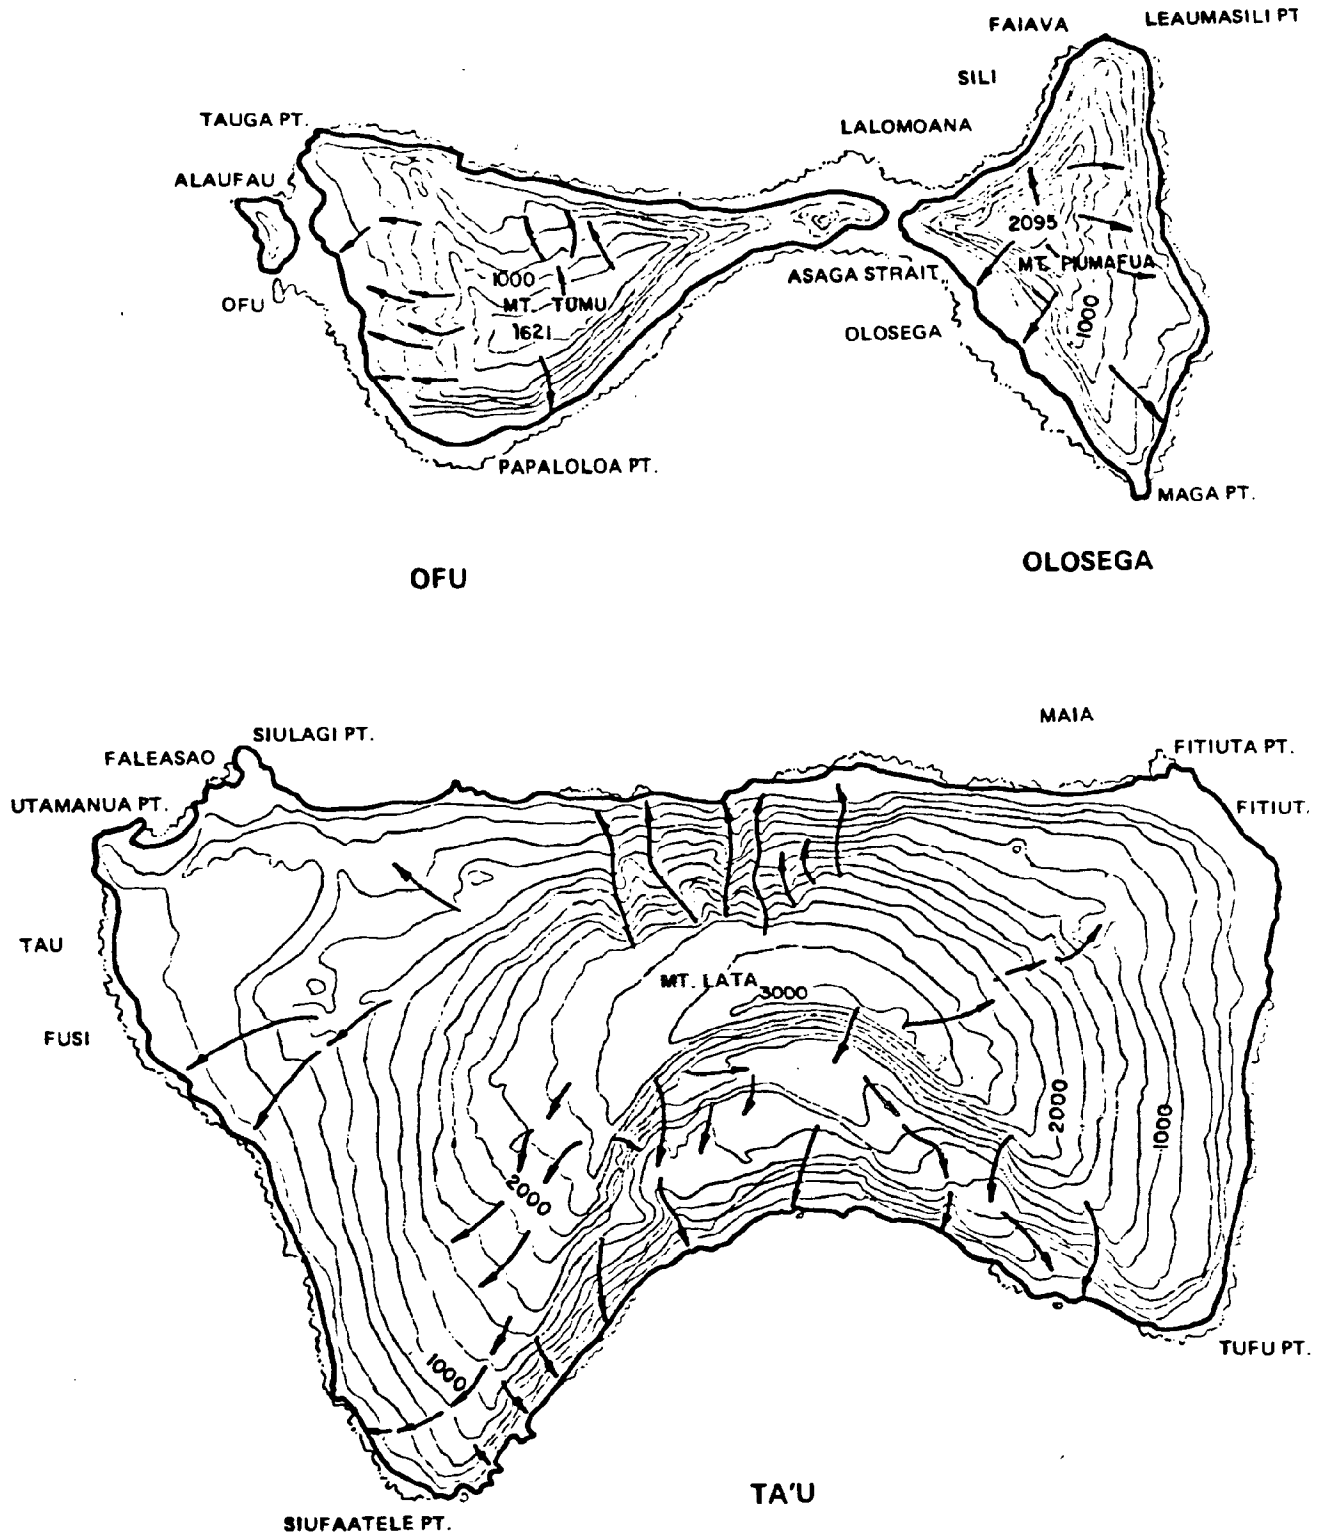 FAIAVA
LEAUMASILI PT
SILI
TAUGA PT.
LALOMOANA
ALAUFAU
2095
OFU
1000
MT. TUMU
1621
ASAGA STRAIT
MT. PIUMAFUA
1000
OLOSEGA
PAPALOLOA PT.
MAGA PT.
OFU
OLOSEGA
MAIA
SIULAGI PT.
FALEASAO
FITIUTA PT.
UTAMANUA PT.
FITIUT.
TAU
MT. LATA
3000
FUSI
2000
1000
2000
1000
TUFU PT.
TA'U
SIUFAATELE PT.